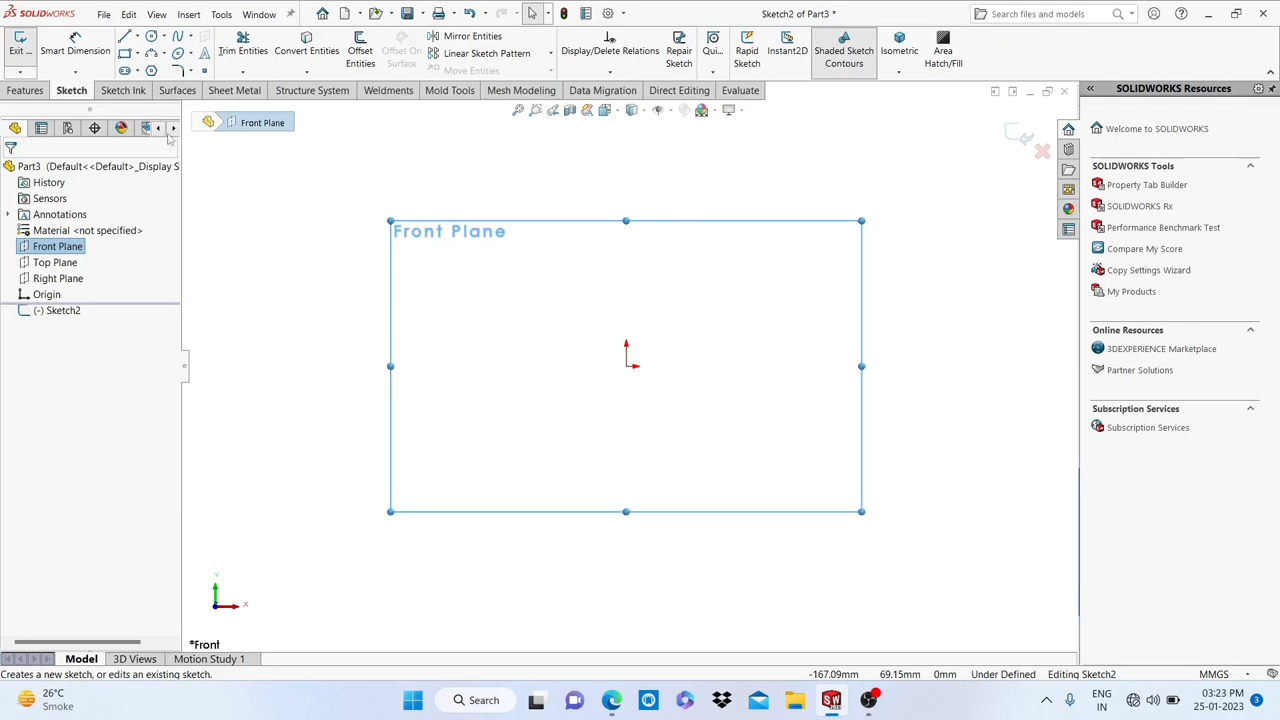 SOLIDWORKS File Edit View Insert Tools Window Sketch2 of Part3 * Search files and models
Exit ... Smart Dimension Trim Entities Convert Entities Offset Entities Offset On Surface Mirror Entities Linear Sketch Pattern Move Entities Display/Delete Relations Repair Sketch Qui... Rapid Sketch Instant2D Shaded Sketch Contours Isometric Area Hatch/Fill
Features Sketch Sketch Ink Surfaces Sheet Metal Structure System Weldments Mold Tools Mesh Modeling Data Migration Direct Editing Evaluate
SOLIDWORKS Resources
Front Plane
Part3 (Default<<Default>_Display S
History
Sensors
Annotations
Material <not specified>
Front Plane
Top Plane
Right Plane
Origin
(-) Sketch2
Front Plane
X
Y
*Front
Welcome to SOLIDWORKS
SOLIDWORKS Tools
Property Tab Builder
SOLIDWORKS Rx
Performance Benchmark Test
Compare My Score
Copy Settings Wizard
My Products
Online Resources
3DEXPERIENCE Marketplace
Partner Solutions
Subscription Services
Subscription Services
Model 3D Views Motion Study 1
Creates a new sketch, or edits an existing sketch. -167.09mm 69.15mm 0mm Under Defined Editing Sketch2 MMGS
26°C
Smoke
Search
ENG
IN
03:23 PM
25-01-2023
3